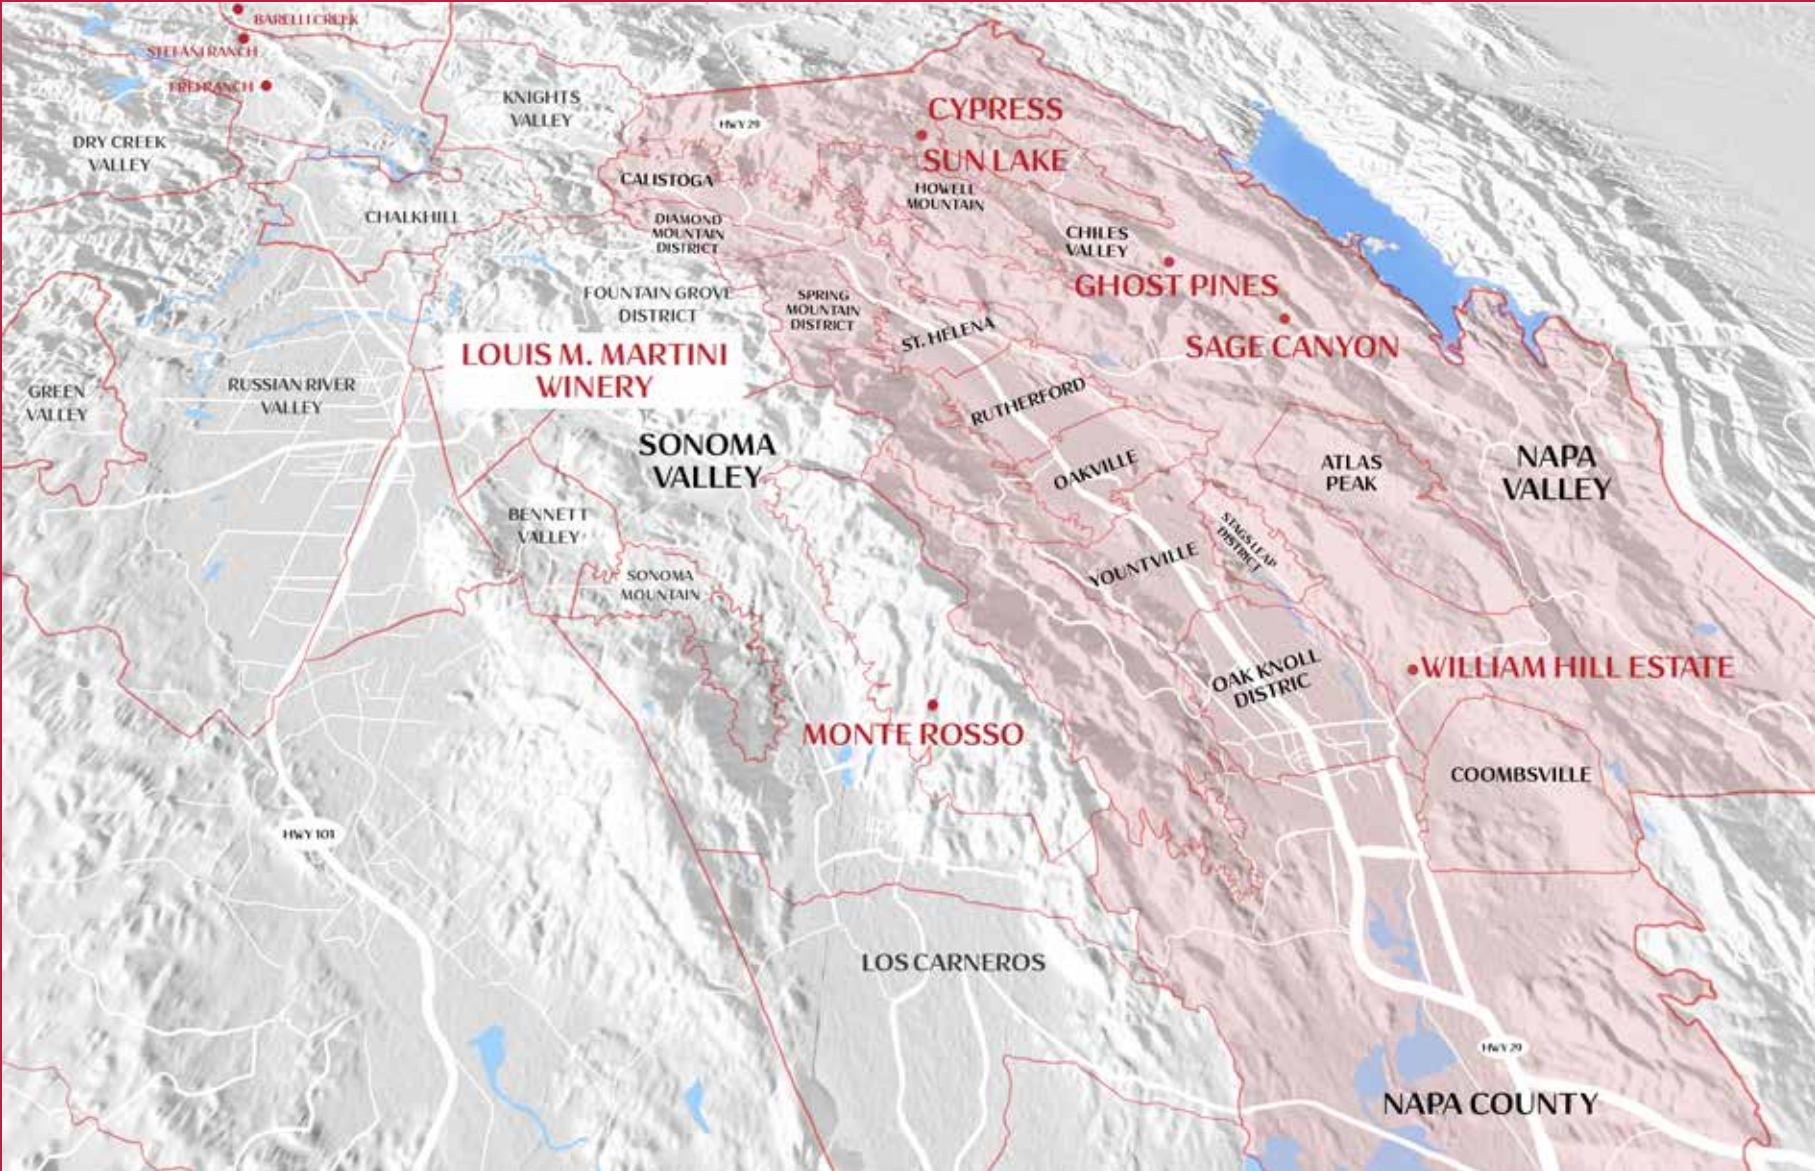 BARELLI CREEK
STEFANI RANCH
FREI RANCH
KNIGHTS
VALLEY
HWY 29
CYPRESS
SUN LAKE
DRY CREEK
VALLEY
CALISTOGA
HOWELL
MOUNTAIN
CHALKHILL
DIAMOND
MOUNTAIN
DISTRICT
CHILES
VALLEY
GHOST PINES
FOUNTAIN GROVE
DISTRICT
SPRING
MOUNTAIN
DISTRICT
ST. HELENA
SAGE CANYON
LOUIS M. MARTINI
WINERY
GREEN
VALLEY
RUSSIAN RIVER
VALLEY
RUTHERFORD
SONOMA
VALLEY
OAKVILLE
ATLAS
PEAK
NAPA
VALLEY
BENNETT
VALLEY
STAGS LEAP
DISTRICT
YOUNTVILLE
SONOMA
MOUNTAIN
OAK KNOLL
DISTRIC
WILLIAM HILL ESTATE
MONTE ROSSO
COOMBSVILLE
HWY 101
LOS CARNEROS
HWY 29
NAPA COUNTY